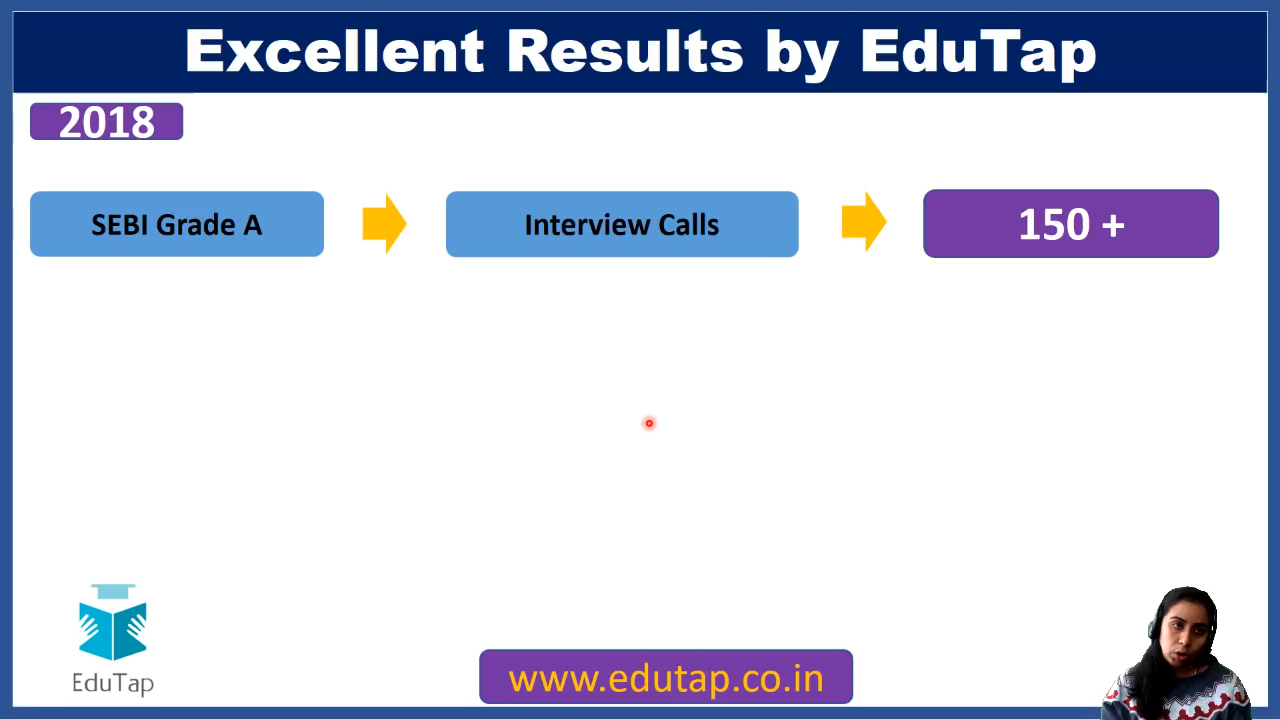 Excellent Results by EduTap
2018
SEBI Grade A
Interview Calls
150 +
EduTap
www.edutap.co.in